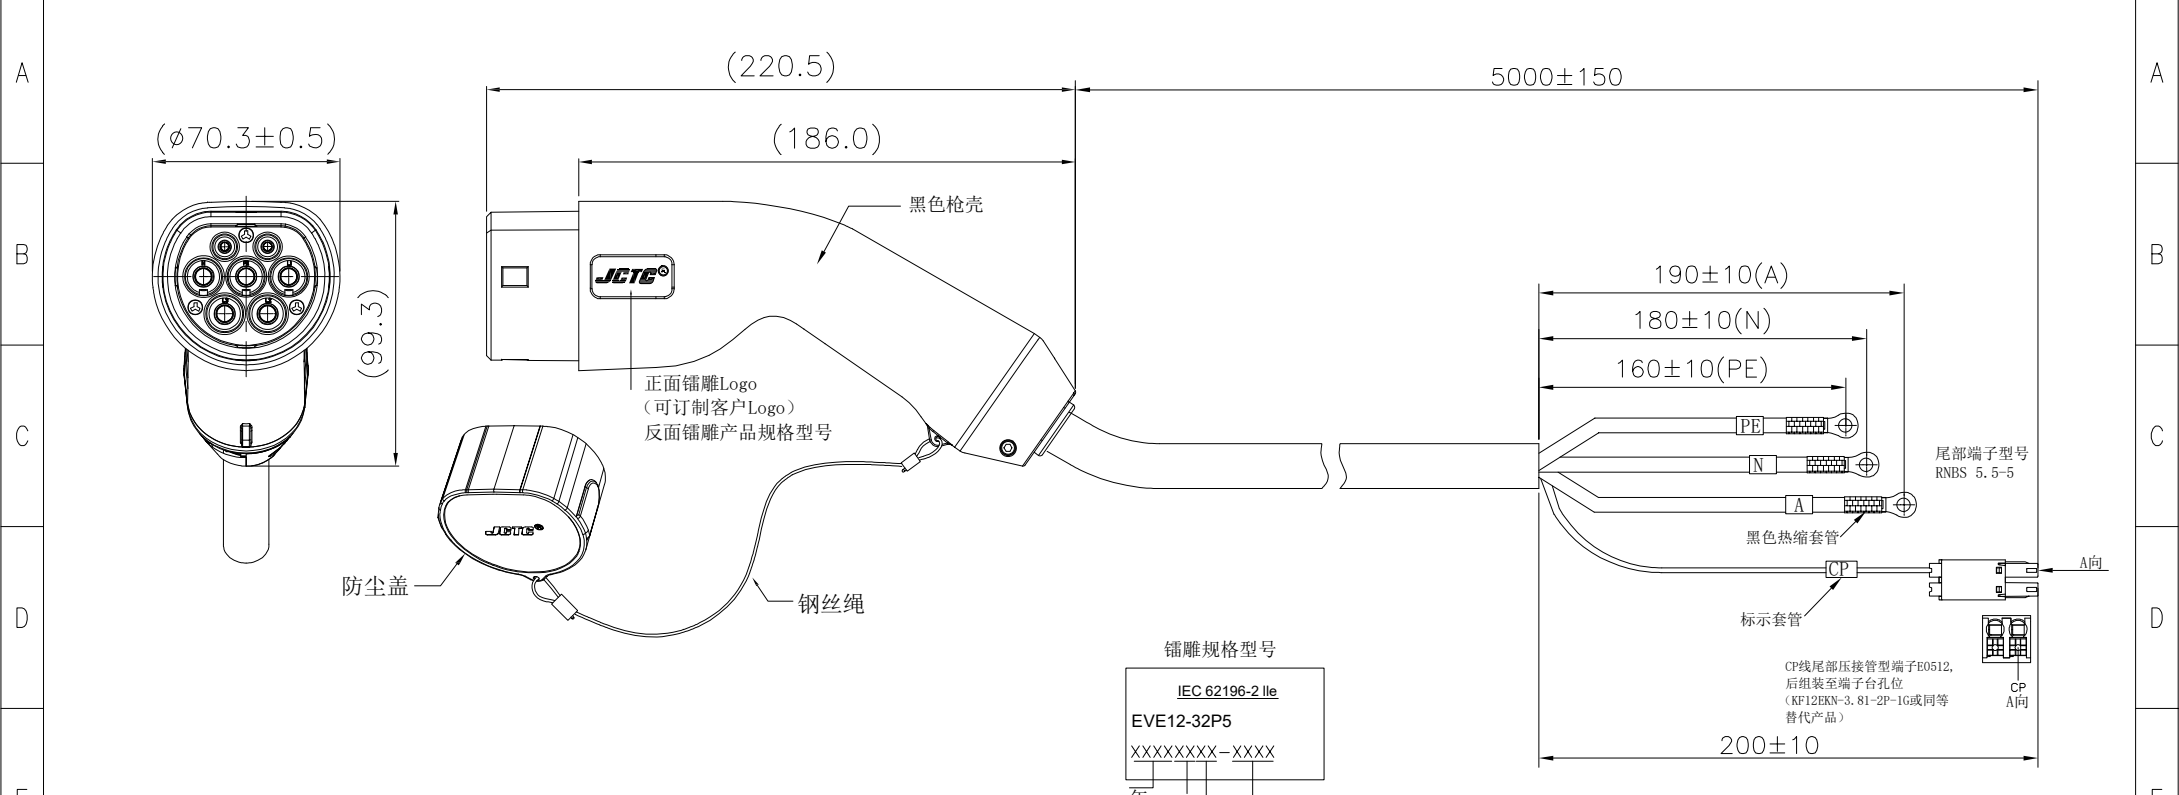 (220.5)
5000±150
A
A
(⌀70.3±0.5)
(186.0)
黑色枪壳
B
B
JCTC
190±10(A)
180±10(N)
(99.3)
160±10(PE)
正面镭雕Logo
（可订制客户Logo）
反面镭雕产品规格型号
PE
C
C
尾部端子型号
RNBS 5.5-5
N
A
JCTC
黑色热缩套管
A向
CP
防尘盖
钢丝绳
标示套管
D
D
镭雕规格型号
CP线尾部压接管型端子E0512,
后组装至端子台孔位
（KF12EKN-3.81-2P-1G或同等
替代产品）
CP
A向
IEC 62196-2 lle
EVE12-32P5
XXXXXXXX-XXXX
200±10